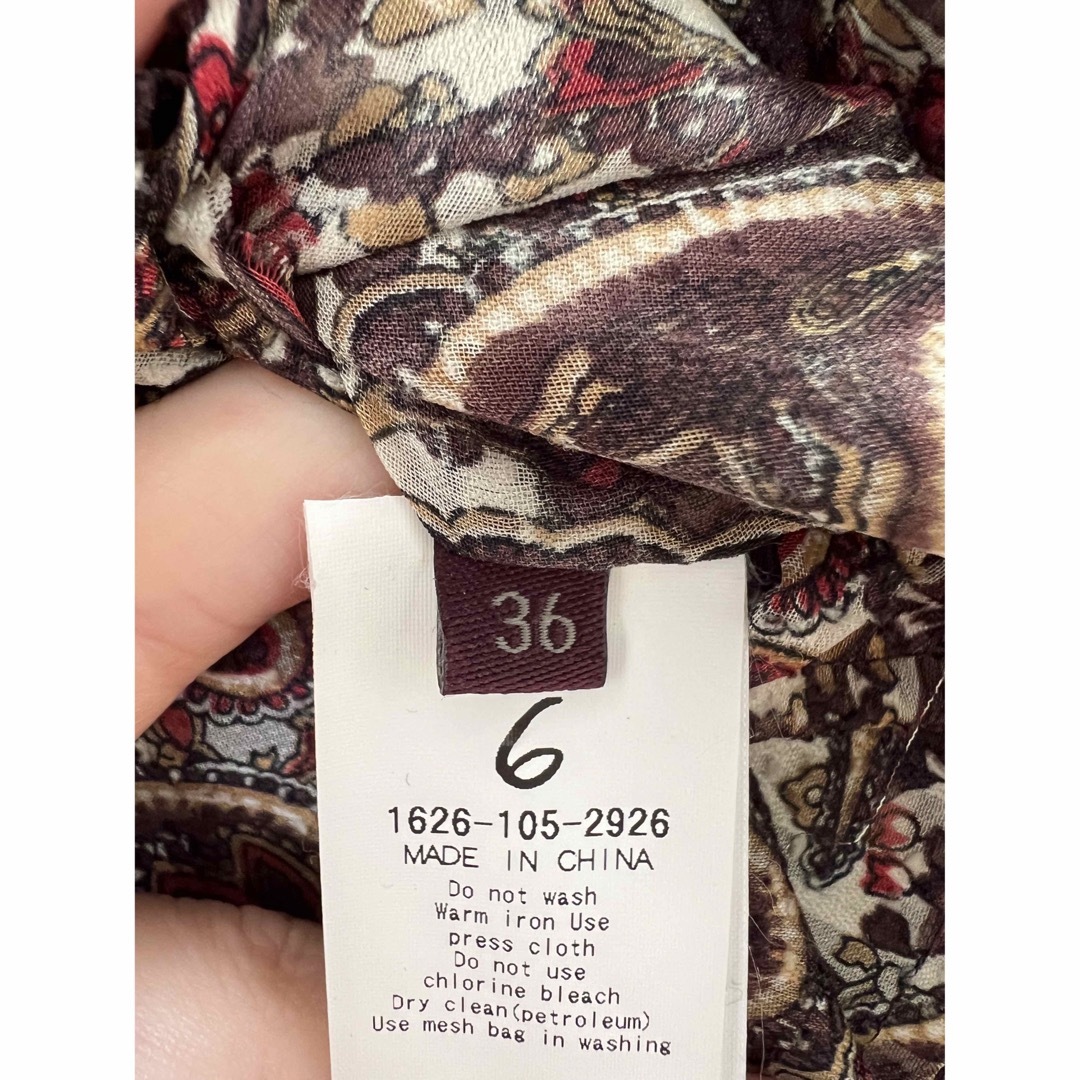 36
6
1626-105-2926
MADE IN CHINA
Do not wash
Warm iron Use
press cloth
Do not use
chlorine bleach
Dry clean(petroleum)
Use mesh bag in washing